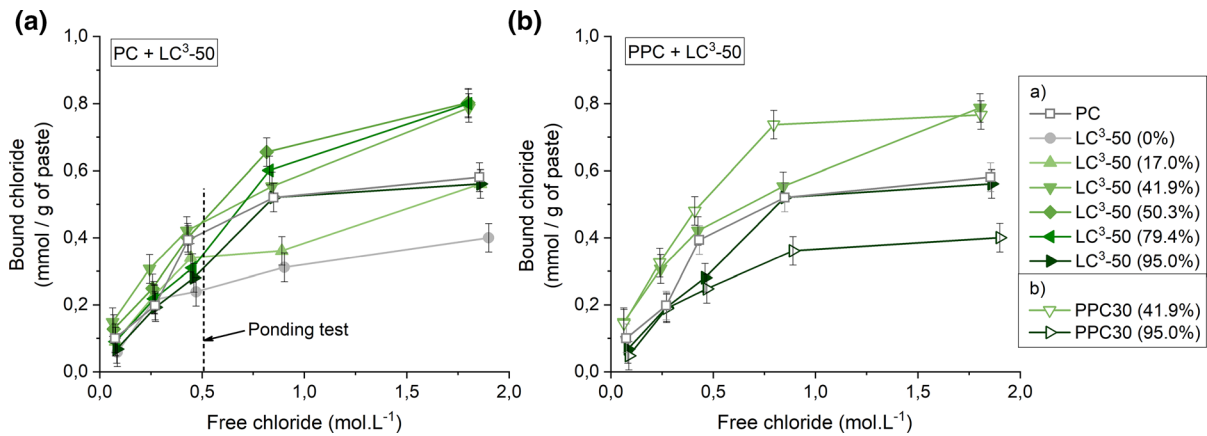 (a)
PC + LC³-50
Bound chloride
(mmol / g of paste)
1,0
0,8
0,6
0,4
0,2
0,0
Ponding test
0,0 0,5 1,0 1,5 2,0
Free chloride (mol.L⁻¹)
(b)
PPC + LC³-50
Bound chloride
(mmol / g of paste)
1,0
0,8
0,6
0,4
0,2
0,0
0,0 0,5 1,0 1,5 2,0
Free chloride (mol.L⁻¹)
a)
PC
LC³-50 (0%)
LC³-50 (17.0%)
LC³-50 (41.9%)
LC³-50 (50.3%)
LC³-50 (79.4%)
LC³-50 (95.0%)
b)
PPC30 (41.9%)
PPC30 (95.0%)